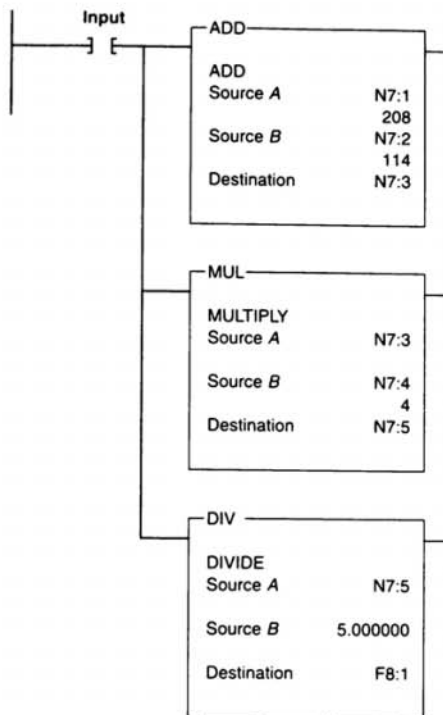 Input
ADD
ADD
Source A N7:1
208
Source B N7:2
114
Destination N7:3
MUL
MULTIPLY
Source A N7:3
Source B N7:4
4
Destination N7:5
DIV
DIVIDE
Source A N7:5
Source B 5.000000
Destination F8:1